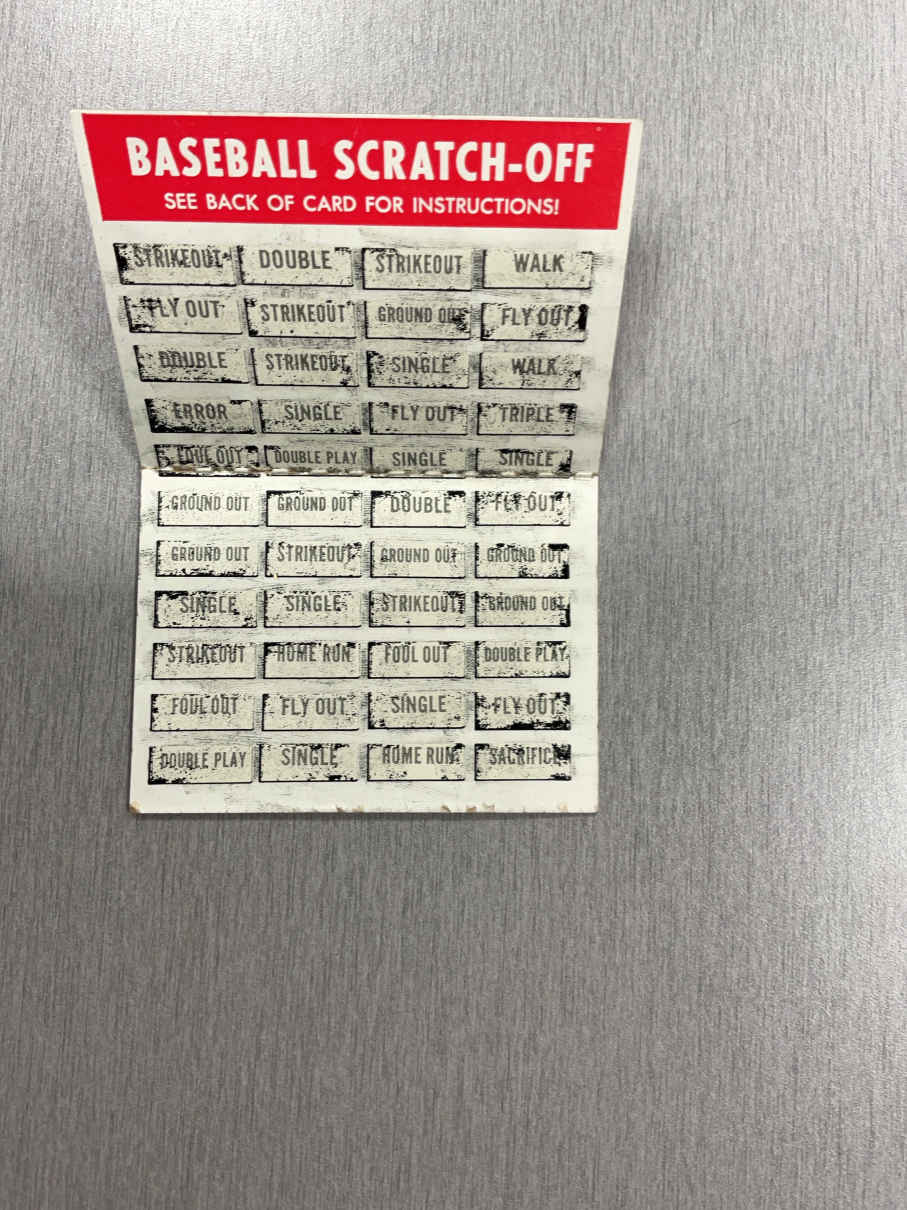 BASEBALL SCRATCH-OFF
SEE BACK OF CARD FOR INSTRUCTIONS!
STRIKEOUT DOUBLE STRIKEOUT WALK
FLY OUT STRIKEOUT GROUND OUT FLY OUT
DOUBLE STRIKEOUT SINGLE WALK
ERROR SINGLE FLY OUT TRIPLE
FOUL OUT DOUBLE PLAY SINGLE SINGLE
GROUND OUT GROUND OUT DOUBLE FLY OUT
GROUND OUT STRIKEOUT GROUND OUT GROUND OUT
SINGLE SINGLE STRIKEOUT GROUND OUT
STRIKEOUT HOME RUN FOUL OUT DOUBLE PLAY
FOUL OUT FLY OUT SINGLE FLY OUT
DOUBLE PLAY SINGLE HOME RUN SACRIFICE